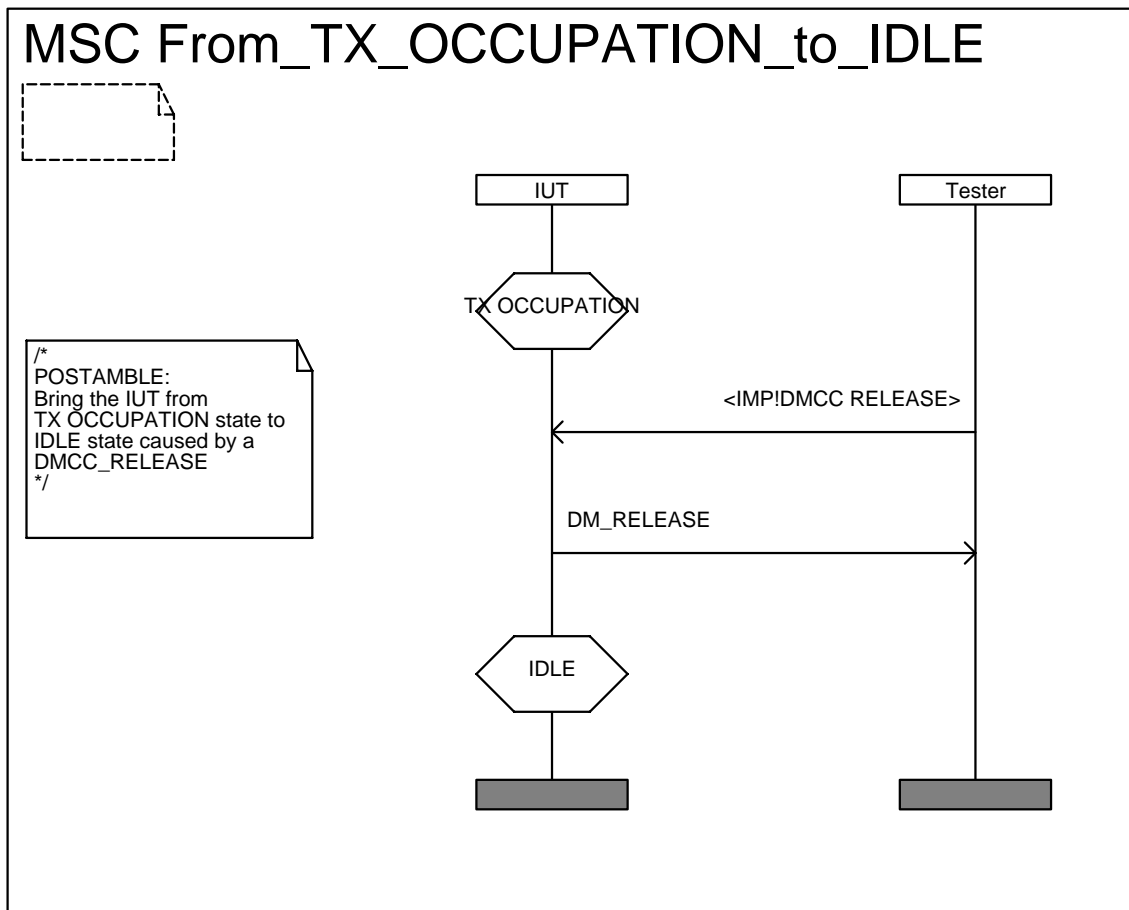 MSC From_TX_OCCUPATION_to_IDLE
IUT
Tester
TX OCCUPATION
/*
POSTAMBLE:
Bring the IUT from
TX OCCUPATION state to
IDLE state caused by a
DMCC_RELEASE
*/
<IMP!DMCC RELEASE>
DM_RELEASE
IDLE